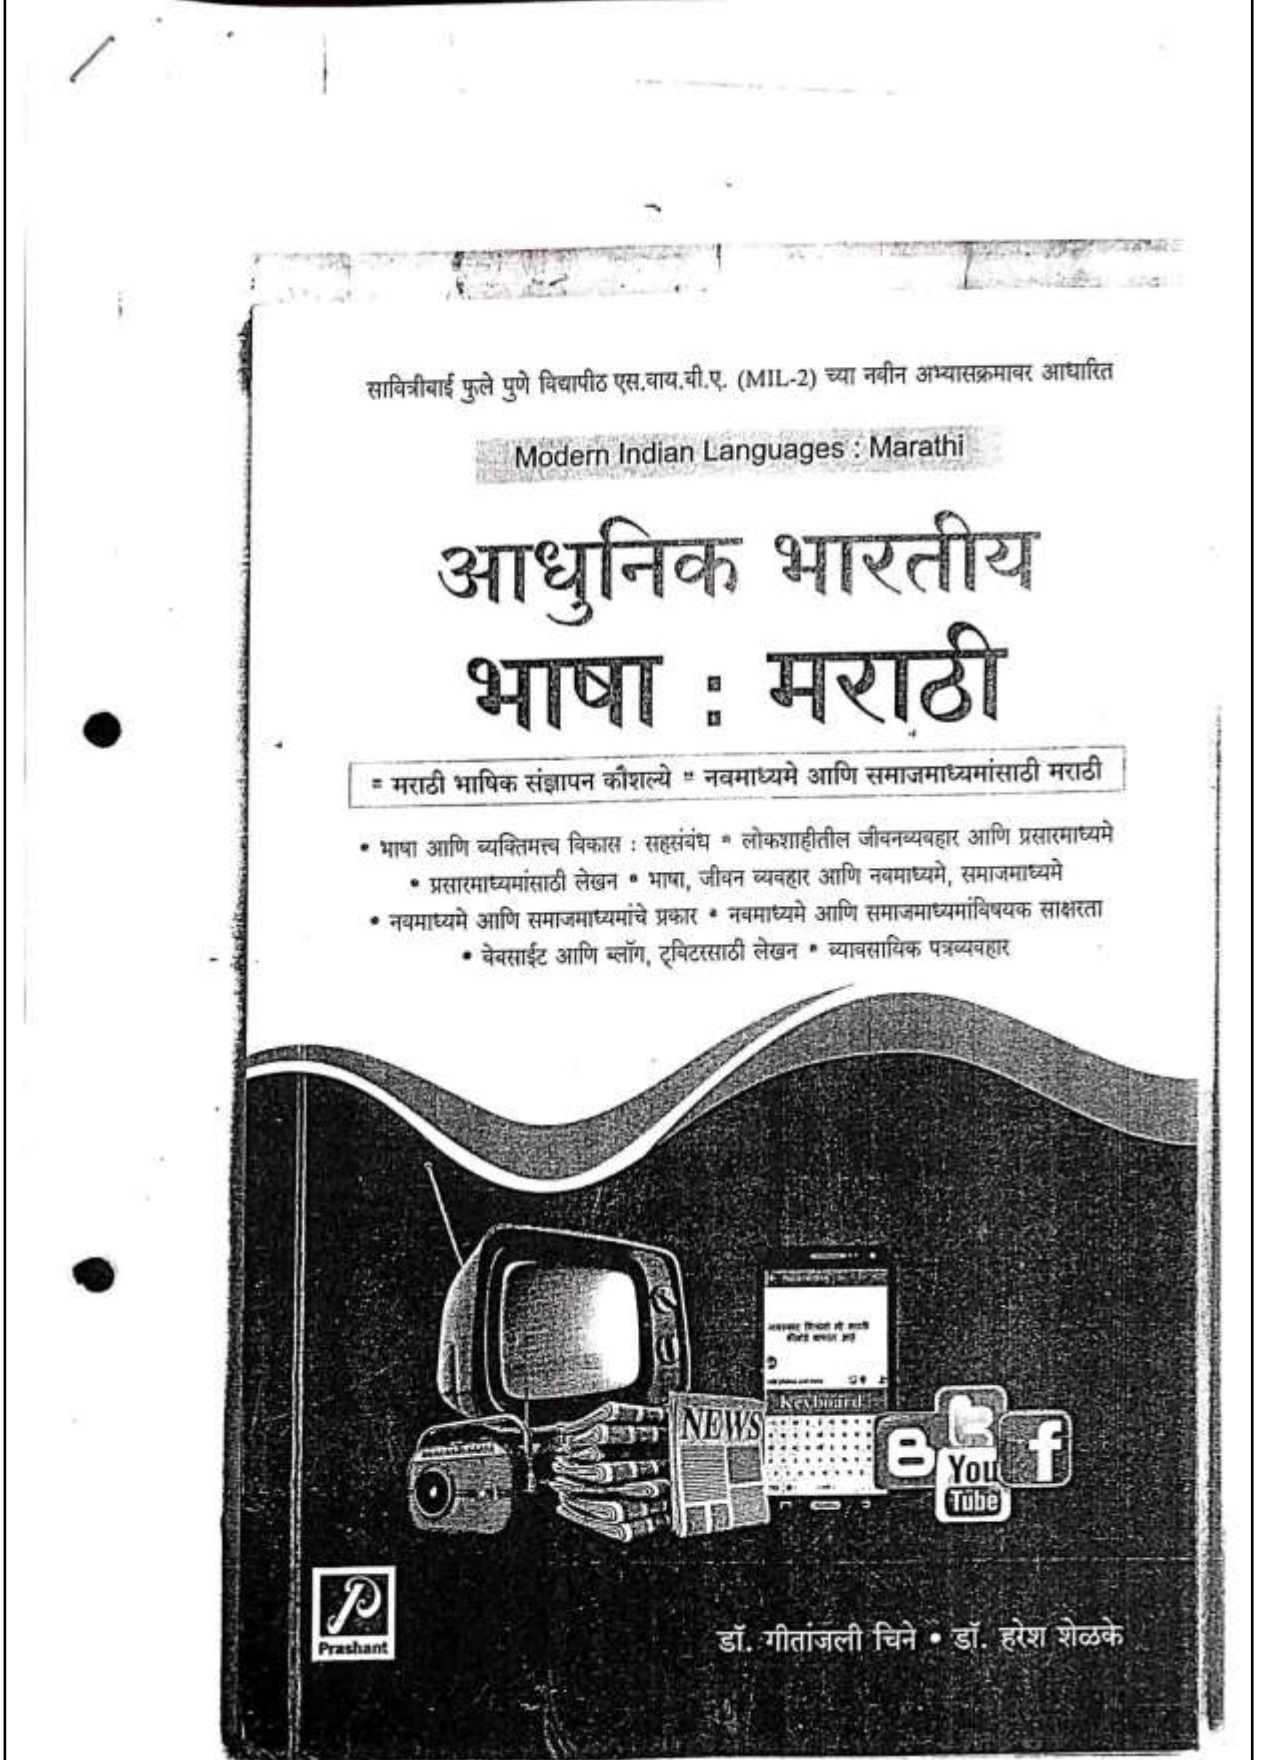 सावित्रीबाई फुले पुणे विद्यापीठ एस.वाय.बी.ए. (MIL-2) च्या नवीन अभ्यासक्रमावर आधारित
Modern Indian Languages : Marathi
आधुनिक भारतीय
भाषा : मराठी
▪ मराठी भाषिक संज्ञापन कौशल्ये ▪ नवमाध्यमे आणि समाजमाध्यमांसाठी मराठी
• भाषा आणि व्यक्तिमत्त्व विकास : सहसंबंध • लोकशाहीतील जीवनव्यवहार आणि प्रसारमाध्यमे
• प्रसारमाध्यमांसाठी लेखन • भाषा, जीवन व्यवहार आणि नवमाध्यमे, समाजमाध्यमे
• नवमाध्यमे आणि समाजमाध्यमांचे प्रकार • नवमाध्यमे आणि समाजमाध्यमांविषयक साक्षरता
• वेबसाईट आणि ब्लॉग, ट्विटरसाठी लेखन • व्यावसायिक पत्रव्यवहार
Keyboard
NEWS
You
Tube
Prashant
डॉ. गीतांजली चिने • डॉ. हरेश शेळके